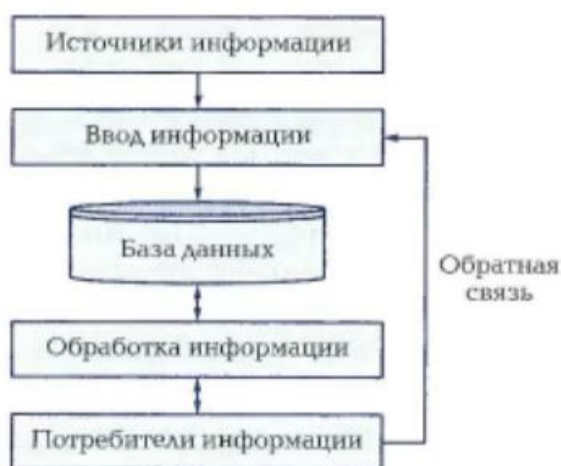 Источники информации
Ввод информации
База данных
Обратная
связь
Обработка информации
Потребители информации